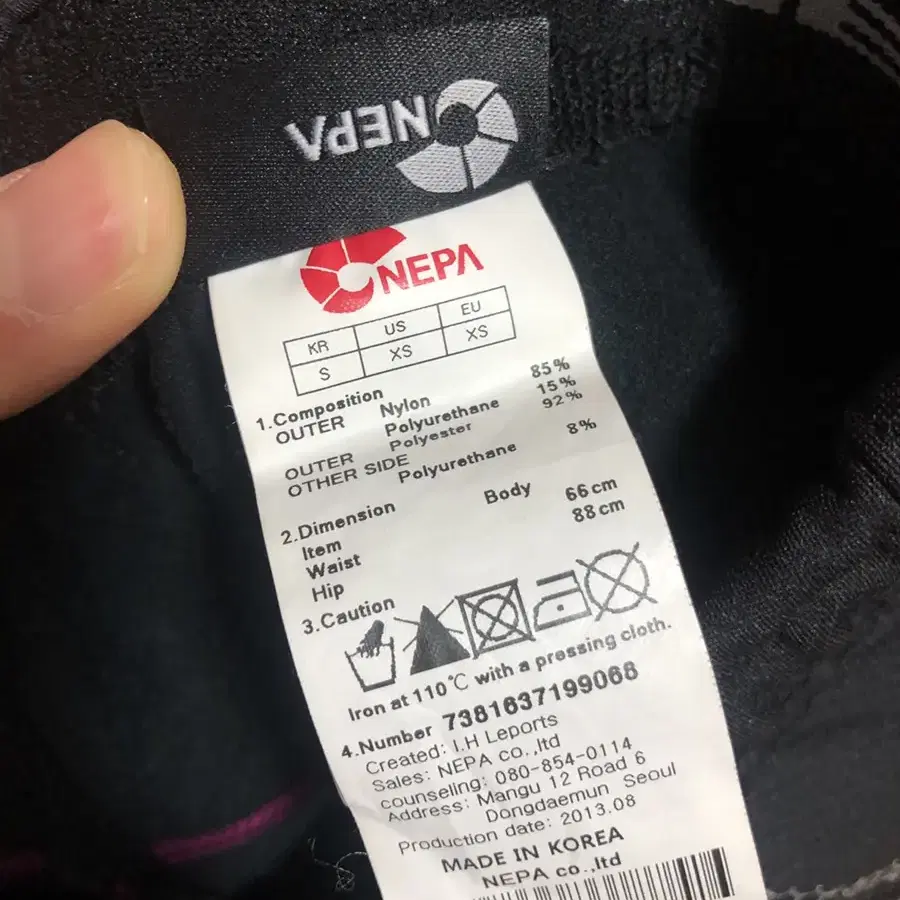 NEPA
NEPA
KR US EU
S XS XS
1.Composition
OUTER Nylon 85%
Polyurethane 15%
OUTER Polyester 92%
OTHER SIDE
Polyurethane 8%
2.Dimension
Item Body
Waist 66cm
Hip 88cm
3.Caution
Iron at 110℃ with a pressing cloth.
4.Number 7381637199068
Created: I.H Leports
Sales: NEPA co.,ltd
counseling: 080-854-0114
Address: Mangu 12 Road 6
Dongdaemun Seoul
Production date: 2013.08
MADE IN KOREA
NEPA co.,ltd